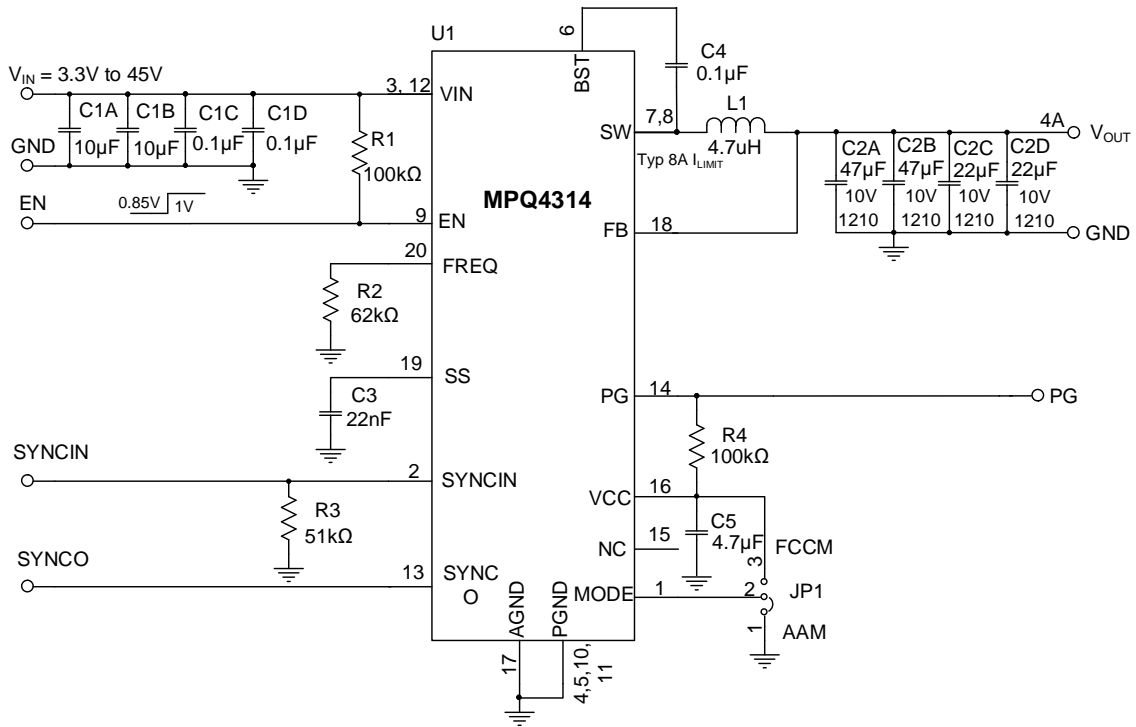 U1
6
BST
C4
0.1µF
VIN = 3.3V to 45V
3, 12
VIN
C1A
10µF
C1B
10µF
C1C
0.1µF
C1D
0.1µF
R1
100kΩ
GND
EN
0.85V
1V
9
EN
MPQ4314
SW
7,8
L1
4.7uH
Typ 8A ILIMIT
4A
VOUT
C2A
47µF
10V
1210
C2B
47µF
10V
1210
C2C
22µF
10V
1210
C2D
22µF
10V
1210
GND
FB
18
20
FREQ
R2
62kΩ
19
SS
C3
22nF
PG
14
PG
R4
100kΩ
SYNCIN
2
SYNCIN
R3
51kΩ
VCC
16
C5
4.7µF
NC
15
3
FCCM
SYNCO
13
SYNC
O
MODE
1
2
JP1
1
AAM
AGND
PGND
17
4,5,10,
11